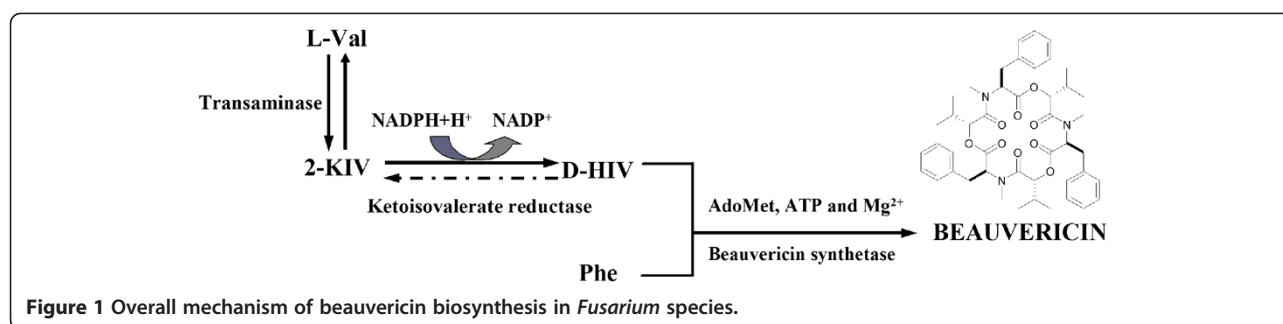 L-Val
Transaminase
NADPH+H⁺ NADP⁺
2-KIV D-HIV
Ketoisovalerate reductase
AdoMet, ATP and Mg²⁺
Beauvericin synthetase
BEAUVERICIN
Phe
O
N
O
O
O
N
O
O
O
N
O
O
O
Figure 1 Overall mechanism of beauvericin biosynthesis in Fusarium species.